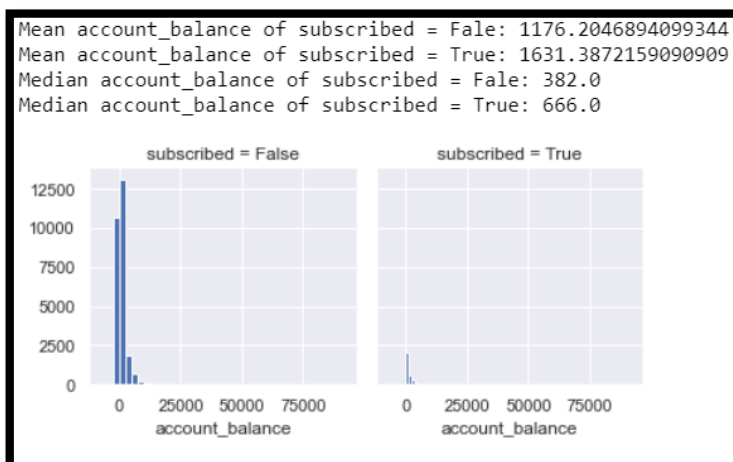 Mean account_balance of subscribed = Fale: 1176.2046894099344
Mean account_balance of subscribed = True: 1631.3872159090909
Median account_balance of subscribed = Fale: 382.0
Median account_balance of subscribed = True: 666.0
subscribed = False
subscribed = True
12500
10000
7500
5000
2500
0
0 25000 50000 75000
0 25000 50000 75000
account_balance
account_balance